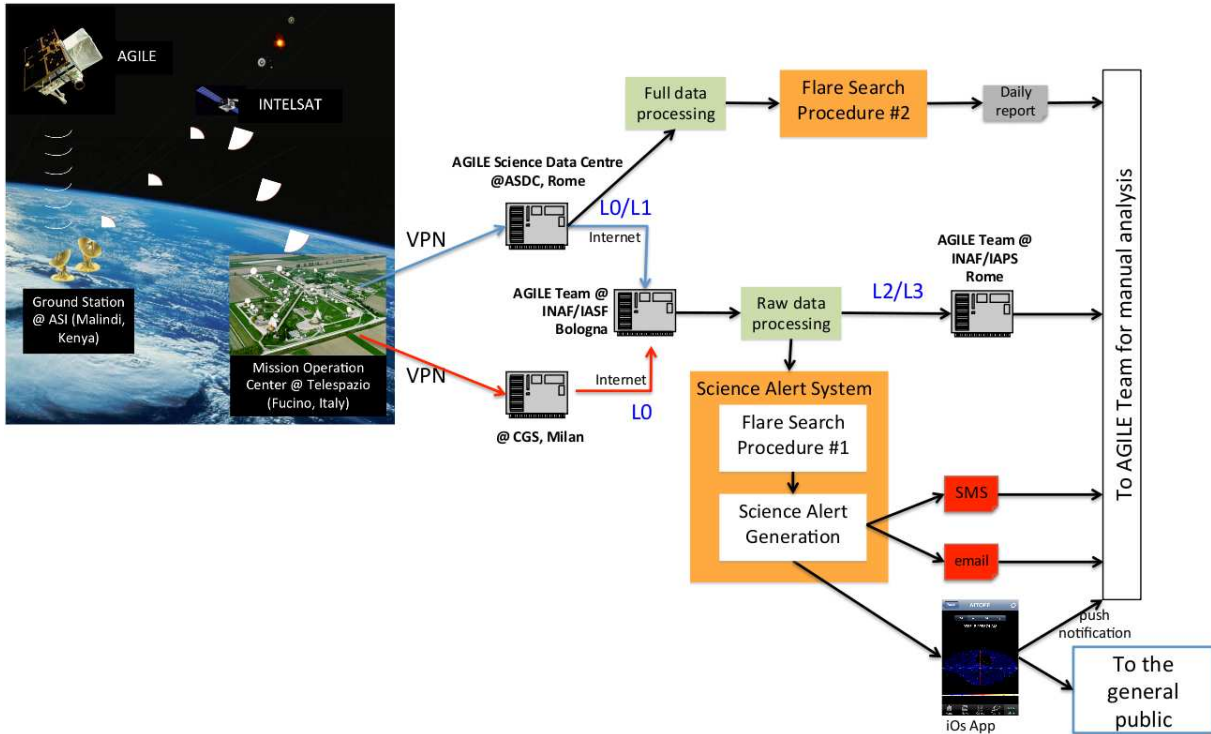 AGILE
INTELSAT
Ground Station
@ ASI (Malindi,
Kenya)
Mission Operation
Center @ Telespazio
(Fucino, Italy)
VPN
VPN
AGILE Science Data Centre
@ASDC, Rome
L0/L1
Internet
AGILE Team @
INAF/IASF
Bologna
Internet
L0
@ CGS, Milan
Full data
processing
Flare Search
Procedure #2
Daily
report
Raw data
processing
L2/L3
AGILE Team @
INAF/IAPS
Rome
Science Alert System
Flare Search
Procedure #1
Science Alert
Generation
SMS
email
iOs App
push
notification
To AGILE Team for manual analysis
To the
general
public